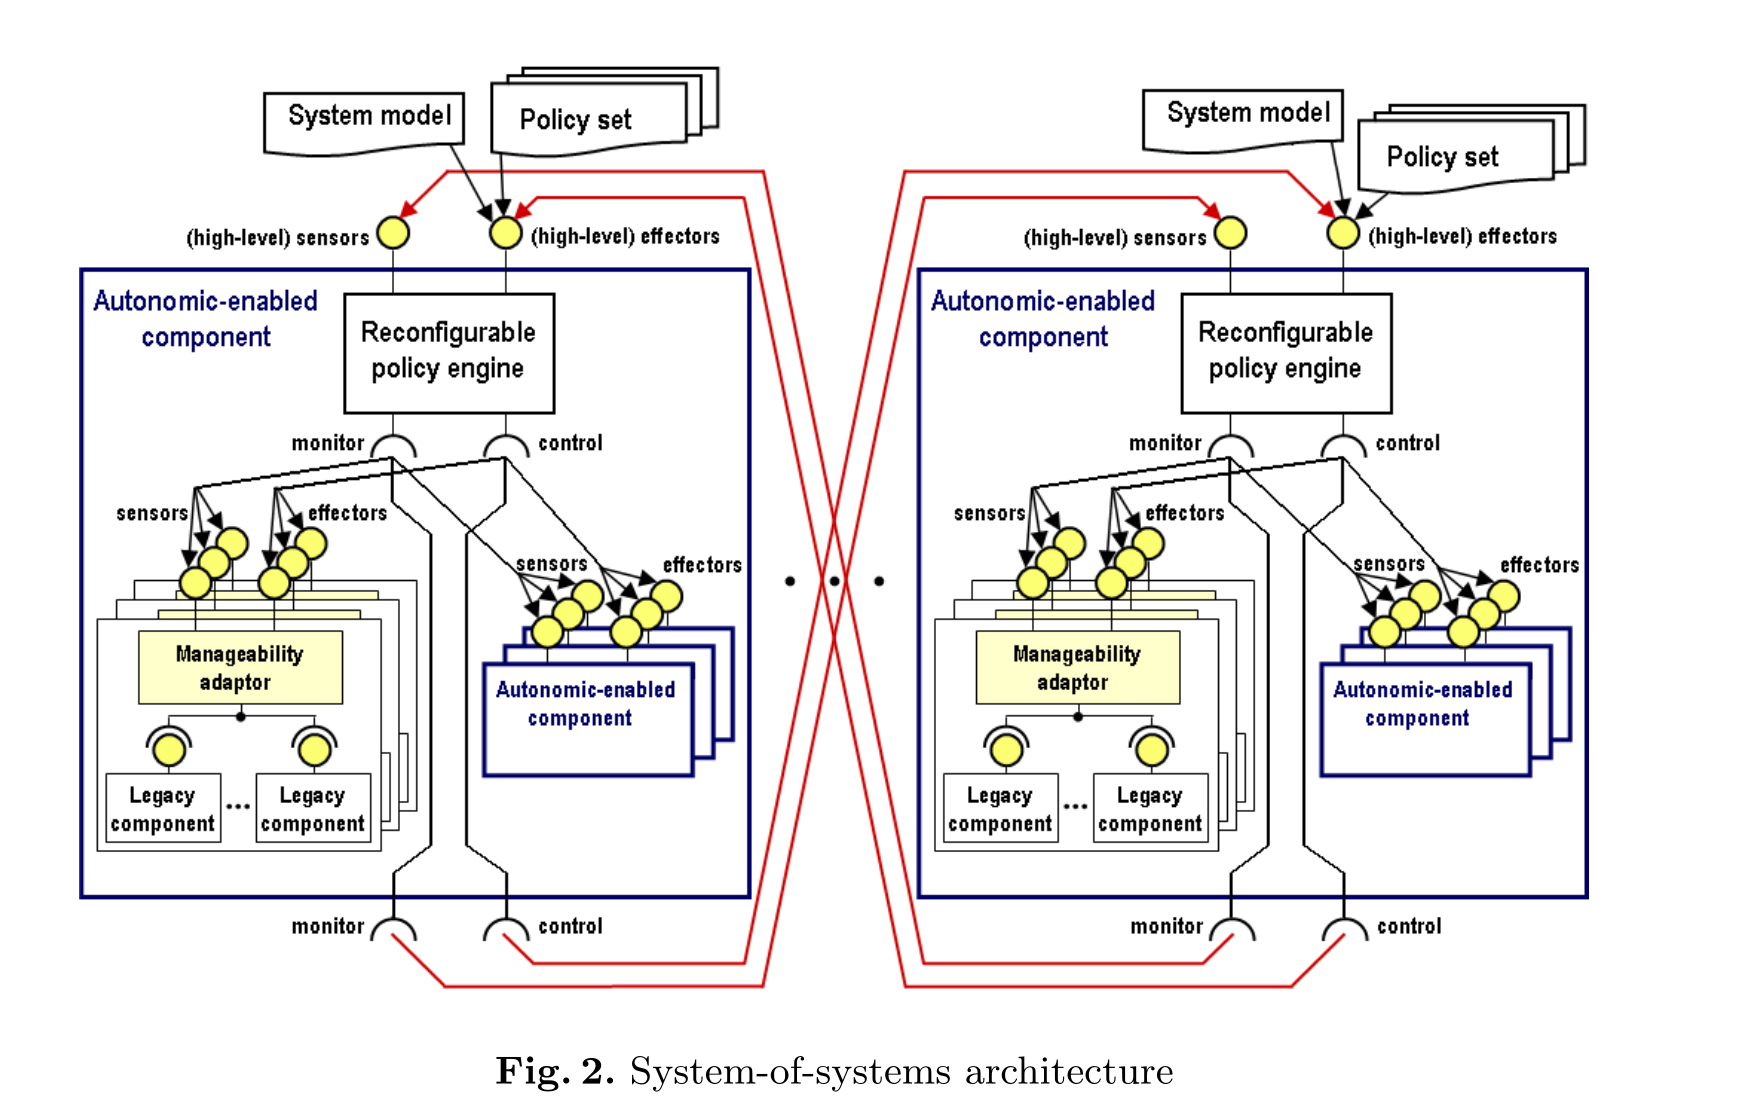 System model
Policy set
(high-level) sensors
(high-level) effectors
Autonomic-enabled
component
Reconfigurable
policy engine
monitor
control
sensors
effectors
sensors
effectors
Manageability
adaptor
Autonomic-enabled
component
Legacy
component
...
Legacy
component
monitor
control
. . .
System model
Policy set
(high-level) sensors
(high-level) effectors
Autonomic-enabled
component
Reconfigurable
policy engine
monitor
control
sensors
effectors
sensors
effectors
Manageability
adaptor
Autonomic-enabled
component
Legacy
component
...
Legacy
component
monitor
control
Fig. 2. System-of-systems architecture